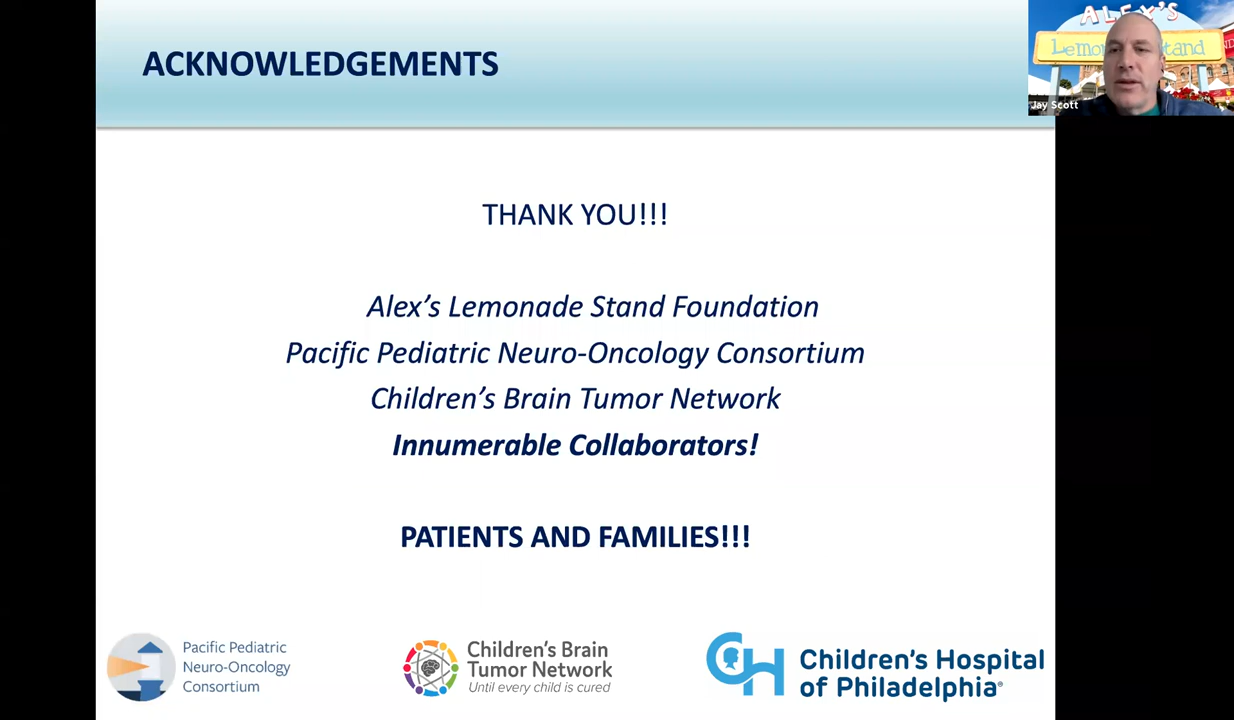 ACKNOWLEDGEMENTS
ALEX'S
Jay Scott
THANK YOU!!!
Alex's Lemonade Stand Foundation
Pacific Pediatric Neuro-Oncology Consortium
Children's Brain Tumor Network
Innumerable Collaborators!
PATIENTS AND FAMILIES!!!
Pacific Pediatric
Neuro-Oncology
Consortium
Children's Brain
Tumor Network
Until every child is cured
CH
Children's Hospital
of Philadelphia®